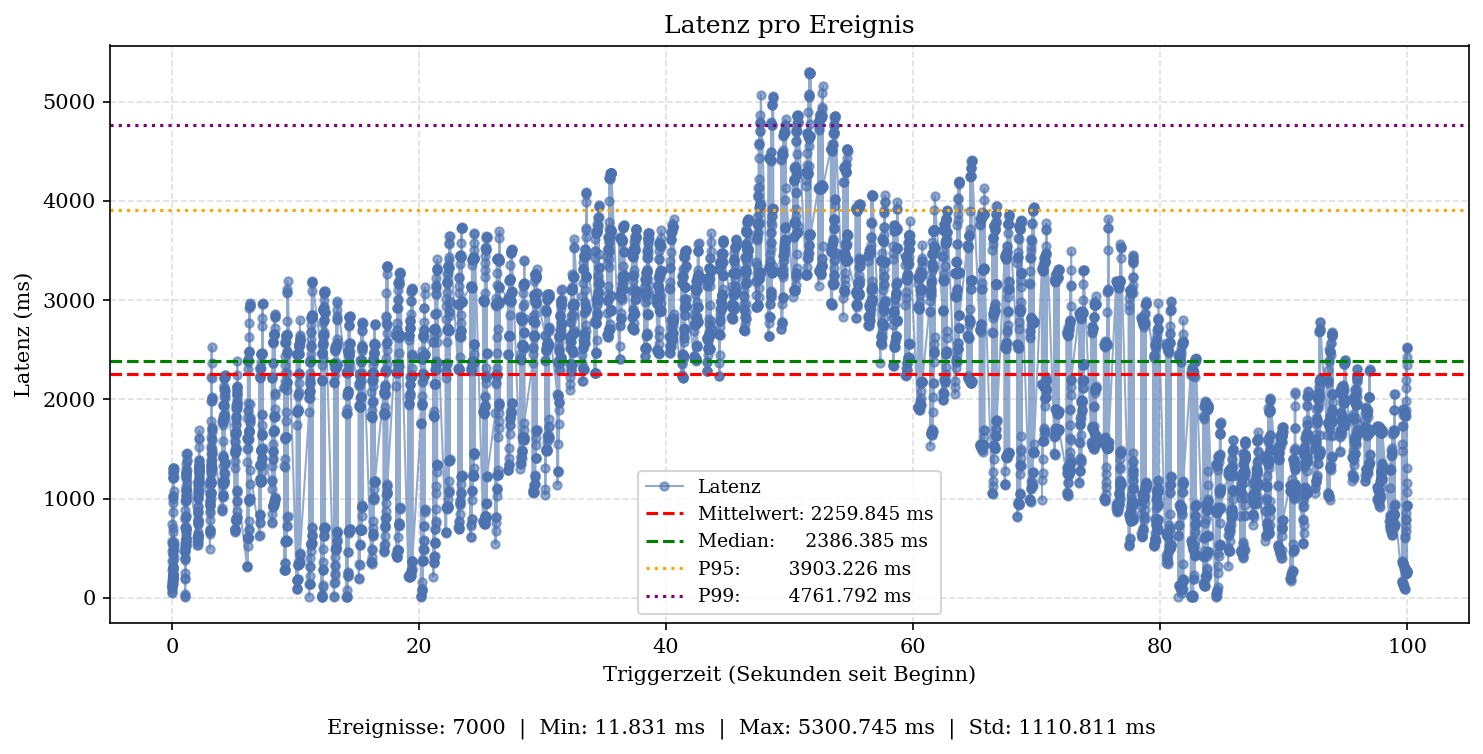 Latenz pro Ereignis
Latenz (ms)
5000
4000
3000
2000
1000
0
Latenz
Mittelwert: 2259.845 ms
Median: 2386.385 ms
P95: 3903.226 ms
P99: 4761.792 ms
0 20 40 60 80 100
Triggerzeit (Sekunden seit Beginn)
Ereignisse: 7000 | Min: 11.831 ms | Max: 5300.745 ms | Std: 1110.811 ms